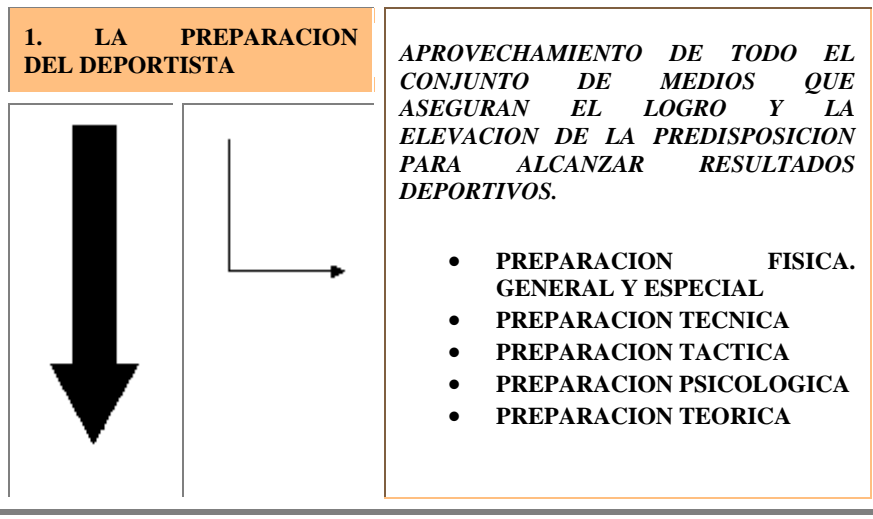 1. LA PREPARACION
DEL DEPORTISTA
APROVECHAMIENTO DE TODO EL
CONJUNTO DE MEDIOS QUE
ASEGURAN EL LOGRO Y LA
ELEVACION DE LA PREDISPOSICION
PARA ALCANZAR RESULTADOS
DEPORTIVOS.
• PREPARACION FISICA.
GENERAL Y ESPECIAL
• PREPARACION TECNICA
• PREPARACION TACTICA
• PREPARACION PSICOLOGICA
• PREPARACION TEORICA